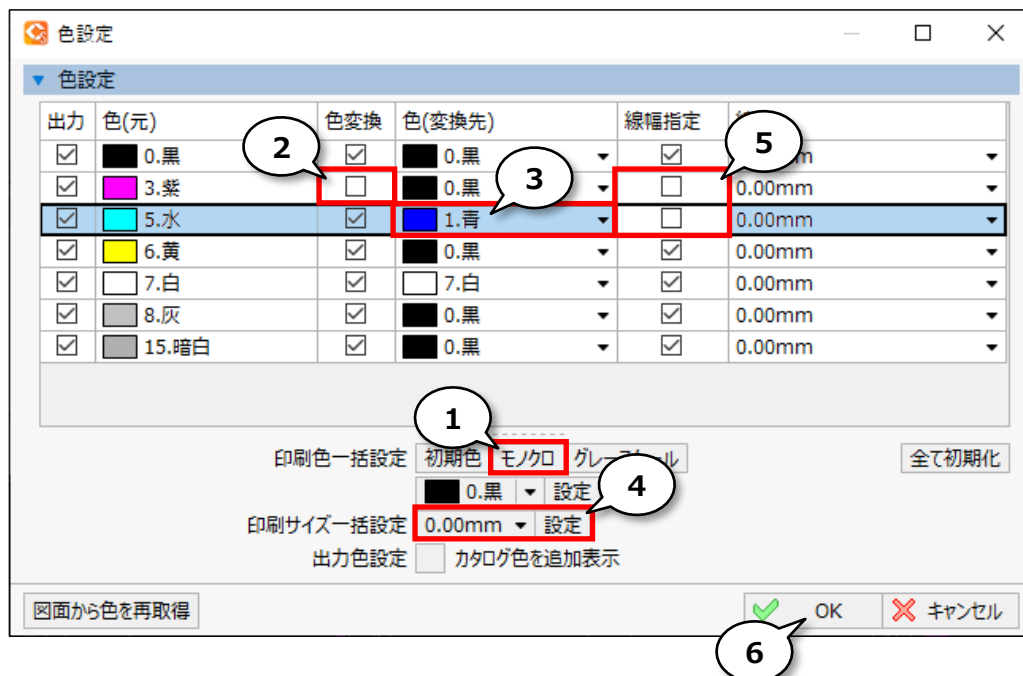 色設定
色設定
出力 色(元) 色変換 色(変換先) 線幅指定
0.黒 0.黒
3.紫 0.黒 0.00mm
5.水 1.青 0.00mm
6.黄 0.黒 0.00mm
7.白 7.白 0.00mm
8.灰 0.黒 0.00mm
15.暗白 0.黒 0.00mm
2
3
5
1
印刷色一括設定 初期色 モノクロ 全て初期化
0.黒 設定
4
印刷サイズ一括設定 0.00mm 設定
出力色設定 カタログ色を追加表示
図面から色を再取得 OK キャンセル
6